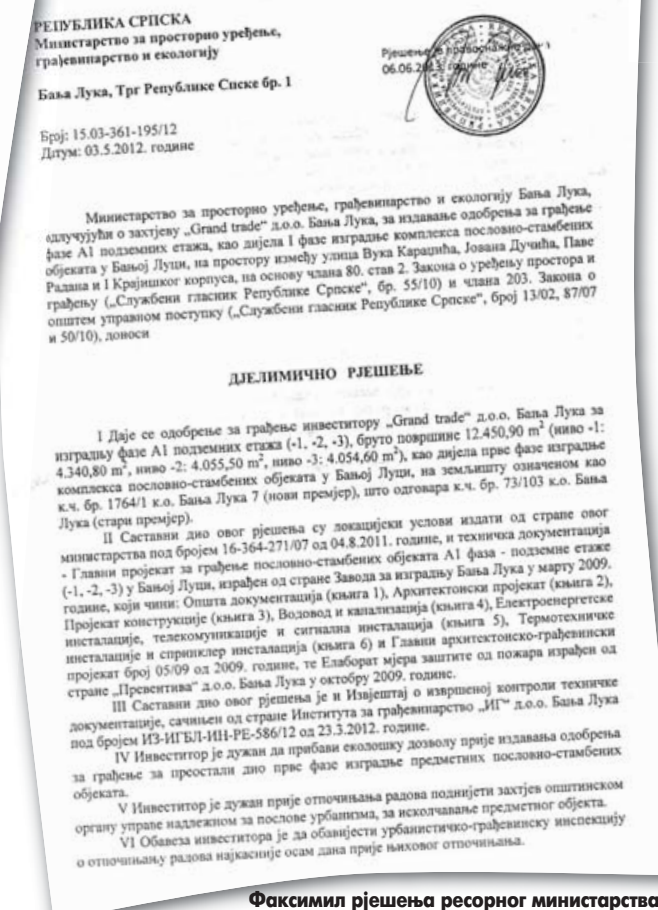 РЕПУБЛИКА СРПСКА
Министарство за просторно уређење,
грађевинарство и екологију
Бања Лука, Трг Републике Спске бр. 1
Број: 15.03-361-195/12
Датум: 03.5.2012. године
Рјешење је правоснажно дана
06.06. године
Министарство за просторно уређење, грађевинарство и екологију Бања Лука,
одлучујући о захтјеву „Grand trade“ д.о.о. Бања Лука, за издавање одобрења за грађење
фазе А1 подземних етажа, као дијела I фазе изградње комплекса пословно-стамбених
објеката у Бањој Луци, на простору између улица Вука Караџића, Јована Дучића, Паве
Радана и I Крајишког корпуса, на основу члана 80. став 2. Закона о уређењу простора и
грађењу („Службени гласник Републике Српске“, бр. 55/10) и члана 203. Закона о
општем управном поступку („Службени гласник Републике Српске“, број 13/02, 87/07
и 50/10), доноси
ДЈЕЛИМИЧНО РЈЕШЕЊЕ
I Даје се одобрење за грађење инвеститору „Grand trade“ д.о.о. Бања Лука за
изградњу фазе А1 подземних етажа (-1, -2, -3), бруто површине 12.450,90 m² (ниво -1:
4.340,80 m², ниво -2: 4.055,50 m², ниво -3: 4.054,60 m²), као дијела прве фазе изградње
комплекса пословно-стамбених објеката у Бањој Луци, на земљишту означеном као
к.ч. бр. 1764/1 к.о. Бања Лука 7 (нови премјер), што одговара к.ч. бр. 73/103 к.о. Бања
Лука (стари премјер).
II Саставни дио овог рјешења су локацијски услови издати од стране овог
министарства под бројем 16-364-271/07 од 04.8.2011. године, и техничка документација
- Главни пројекат за грађење пословно-стамбених објеката А1 фаза - подземне етаже
(-1, -2, -3) у Бањој Луци, израђен од стране Завода за изградњу Бања Лука у марту 2009.
године, који чини: Општа документација (књига 1), Архитектонски пројекат (књига 2),
Пројекат конструкције (књига 3), Водовод и канализација (књига 4), Електроенергетске
инсталације, телекомуникације и сигнална инсталација (књига 5), Термотехничке
инсталације и спринклер инсталација (књига 6) и Главни архитектонско-грађевински
пројекат број 05/09 од 2009. године, те Елаборат мјера заштите од пожара израђен од
стране „Превентива“ д.о.о. Бања Лука у октобру 2009. године.
III Саставни дио овог рјешења је и Извјештај о извршеној контроли техничке
документације, сачињен од стране Института за грађевинарство „ИГ“ д.о.о. Бања Лука
под бројем ИЗ-ИГБЛ-ИН-РЕ-586/12 од 23.3.2012. године.
IV Инвеститор је дужан да прибави еколошку дозволу прије издавања одобрења
за грађење за преостали дио прве фазе изградње предметних пословно-стамбених
објеката.
V Инвеститор је дужан прије отпочињања радова поднијети захтјев општинском
органу управе надлежном за послове урбанизма, за исколчавање предметног објекта.
VI Обавеза инвеститора је да обавијести урбанистичко-грађевинску инспекцију
о отпочињању радова најкасније осам дана прије њиховог отпочињања.
Факсимил рјешења ресорног министарства